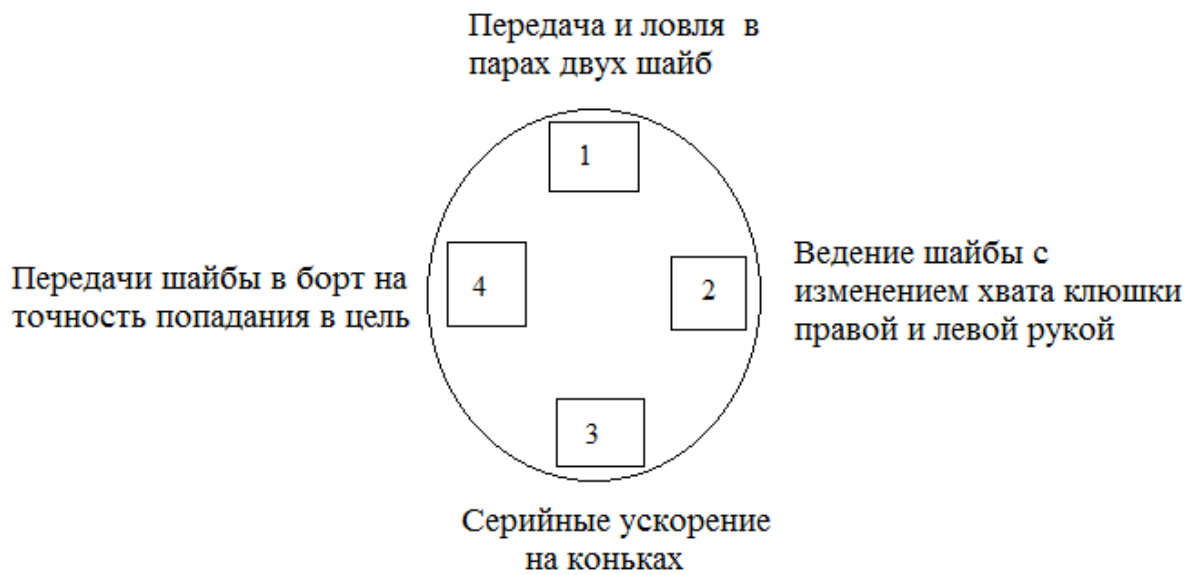 Передача и ловля в
парах двух шайб
1
Передачи шайбы в борт на
точность попадания в цель
4
2
Ведение шайбы с
изменением хвата клюшки
правой и левой рукой
3
Серийные ускорение
на коньках